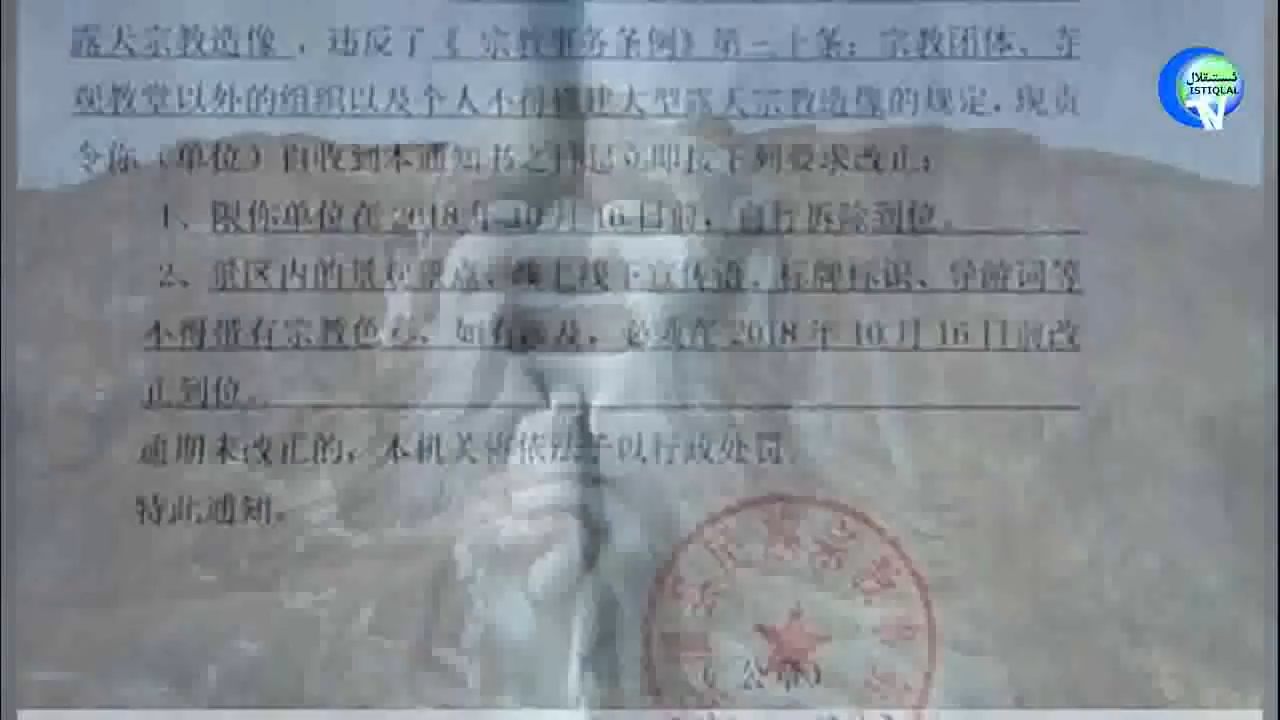 露天宗教造像,违反了《宗教事务条例》第三十条:宗教团体、寺
观教堂以外的组织以及个人不得修建大型露天宗教造像的规定,现责
令你(单位)自收到本通知书之日起立即按下列要求改正:
1、限你单位在2018年10月16日前,自行拆除到位。
2、景区内的景观景点、线上线下宣传语、标牌标识、导游词等
不得带有宗教色彩,如有涉及,必须在2018年10月16日前改
正到位。
逾期未改正的,本机关将依法予以行政处罚。
特此通知。
(公章)
ئىستىقلال
ISTIQLAL
TV